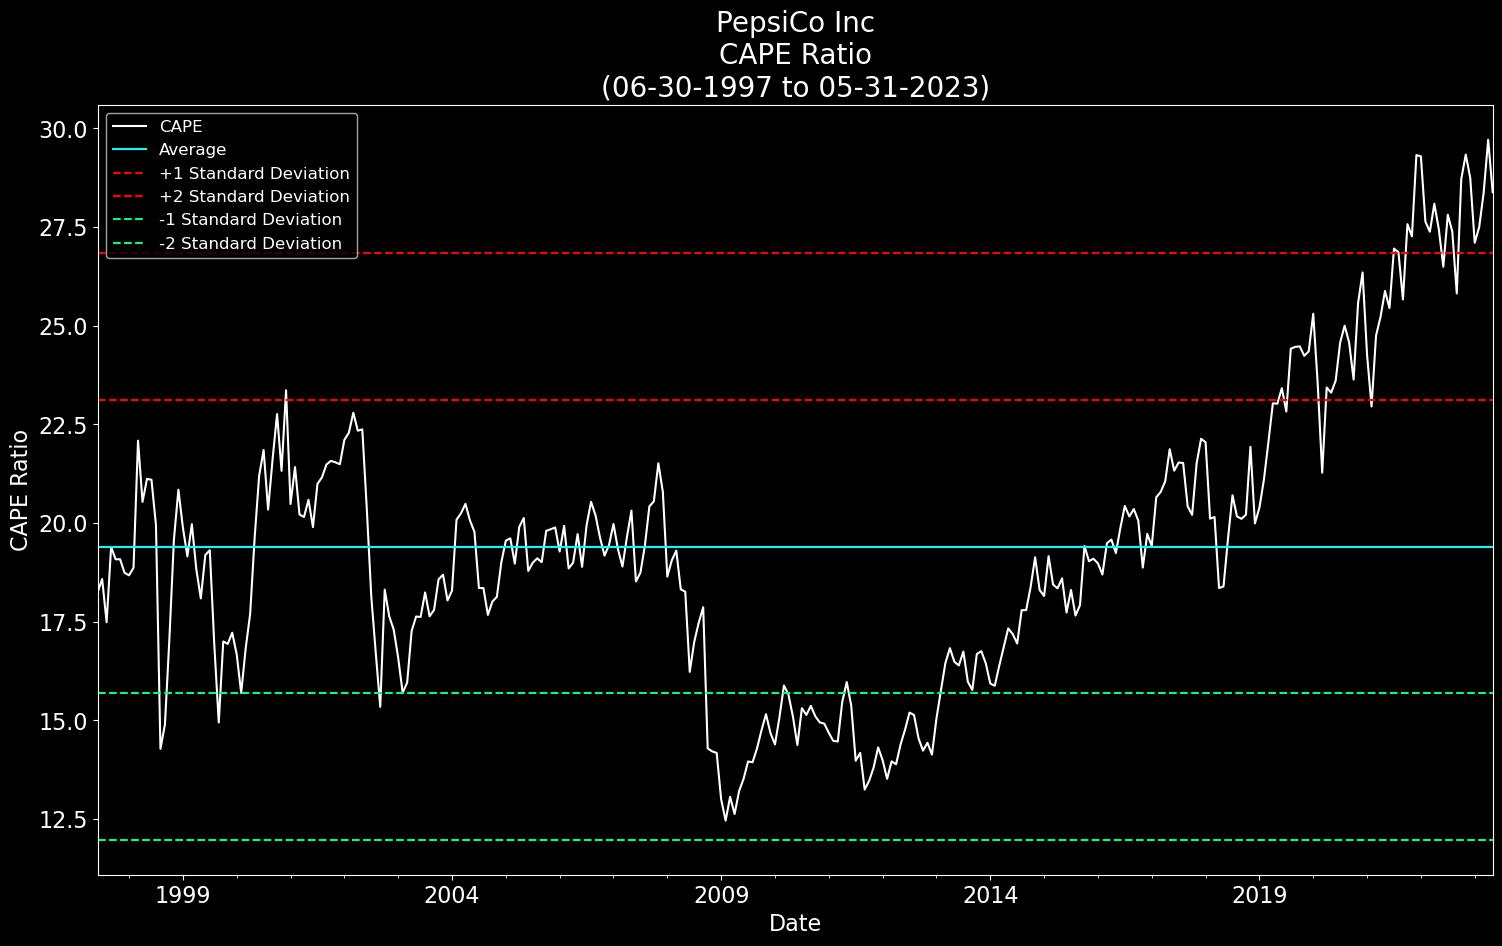 PepsiCo Inc
CAPE Ratio
(06-30-1997 to 05-31-2023)
CAPE
Average
+1 Standard Deviation
+2 Standard Deviation
-1 Standard Deviation
-2 Standard Deviation
30.0
27.5
25.0
22.5
20.0
17.5
15.0
12.5
CAPE Ratio
1999 2004 2009 2014 2019
Date